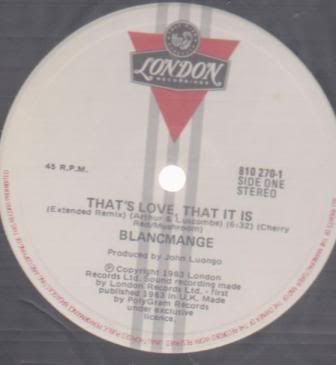 LONDON
RECORDINGS
45 R.P.M.
810 270-1
SIDE ONE
STEREO
THAT'S LOVE, THAT IT IS
(Extended Remix) (Arthur & Luscombe) (6:32) (Cherry
Red/Mushroom)
BLANCMANGE
Produced by John Luongo
℗ Copyright 1983 London
Records Ltd. Sound recording made
by London Records Ltd. - first
published 1983 in U.K. Made
by PolyGram Records
under exclusive
licence.